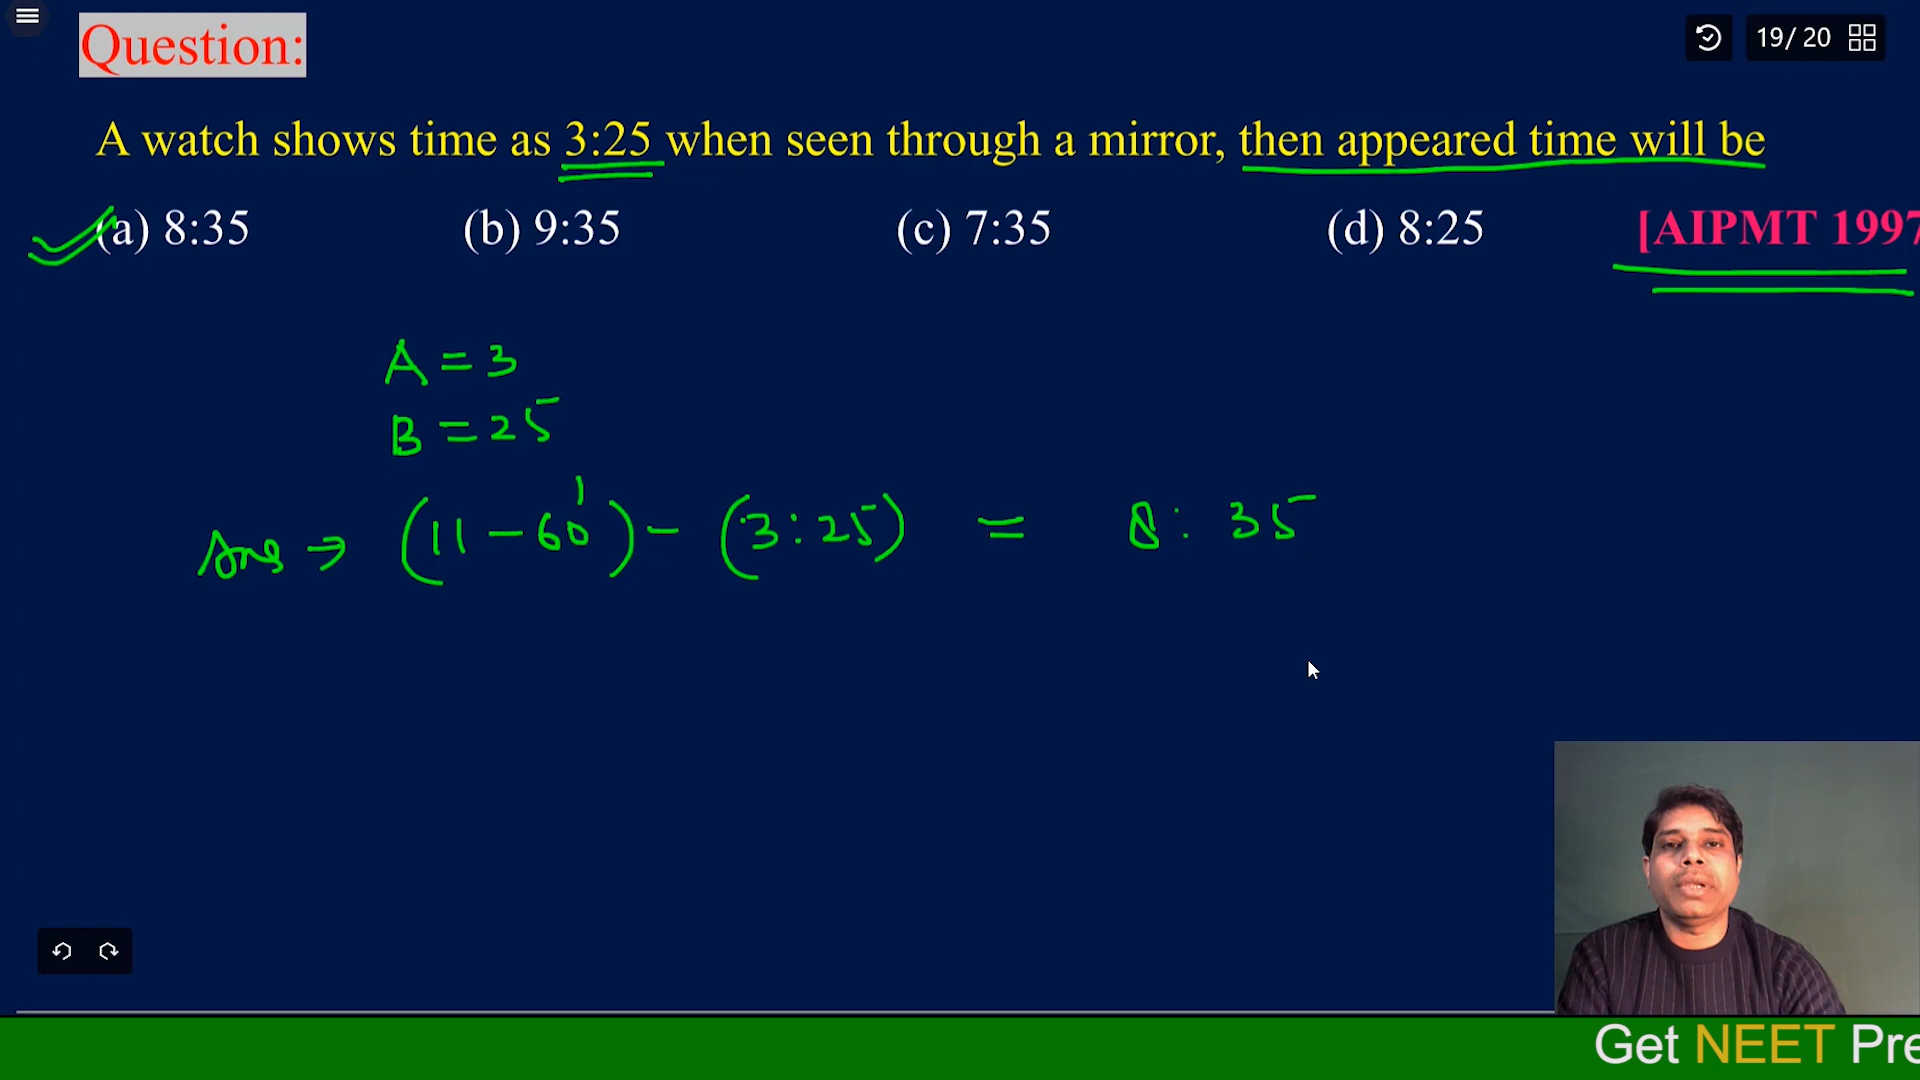 Question:
19/ 20
A watch shows time as 3:25 when seen through a mirror, then appeared time will be
(a) 8:35 (b) 9:35 (c) 7:35 (d) 8:25 [AIPMT 1997
A = 3
B = 25
Ans → (11 - 60') - (3:25) = 8: 35
Get NEET Pre